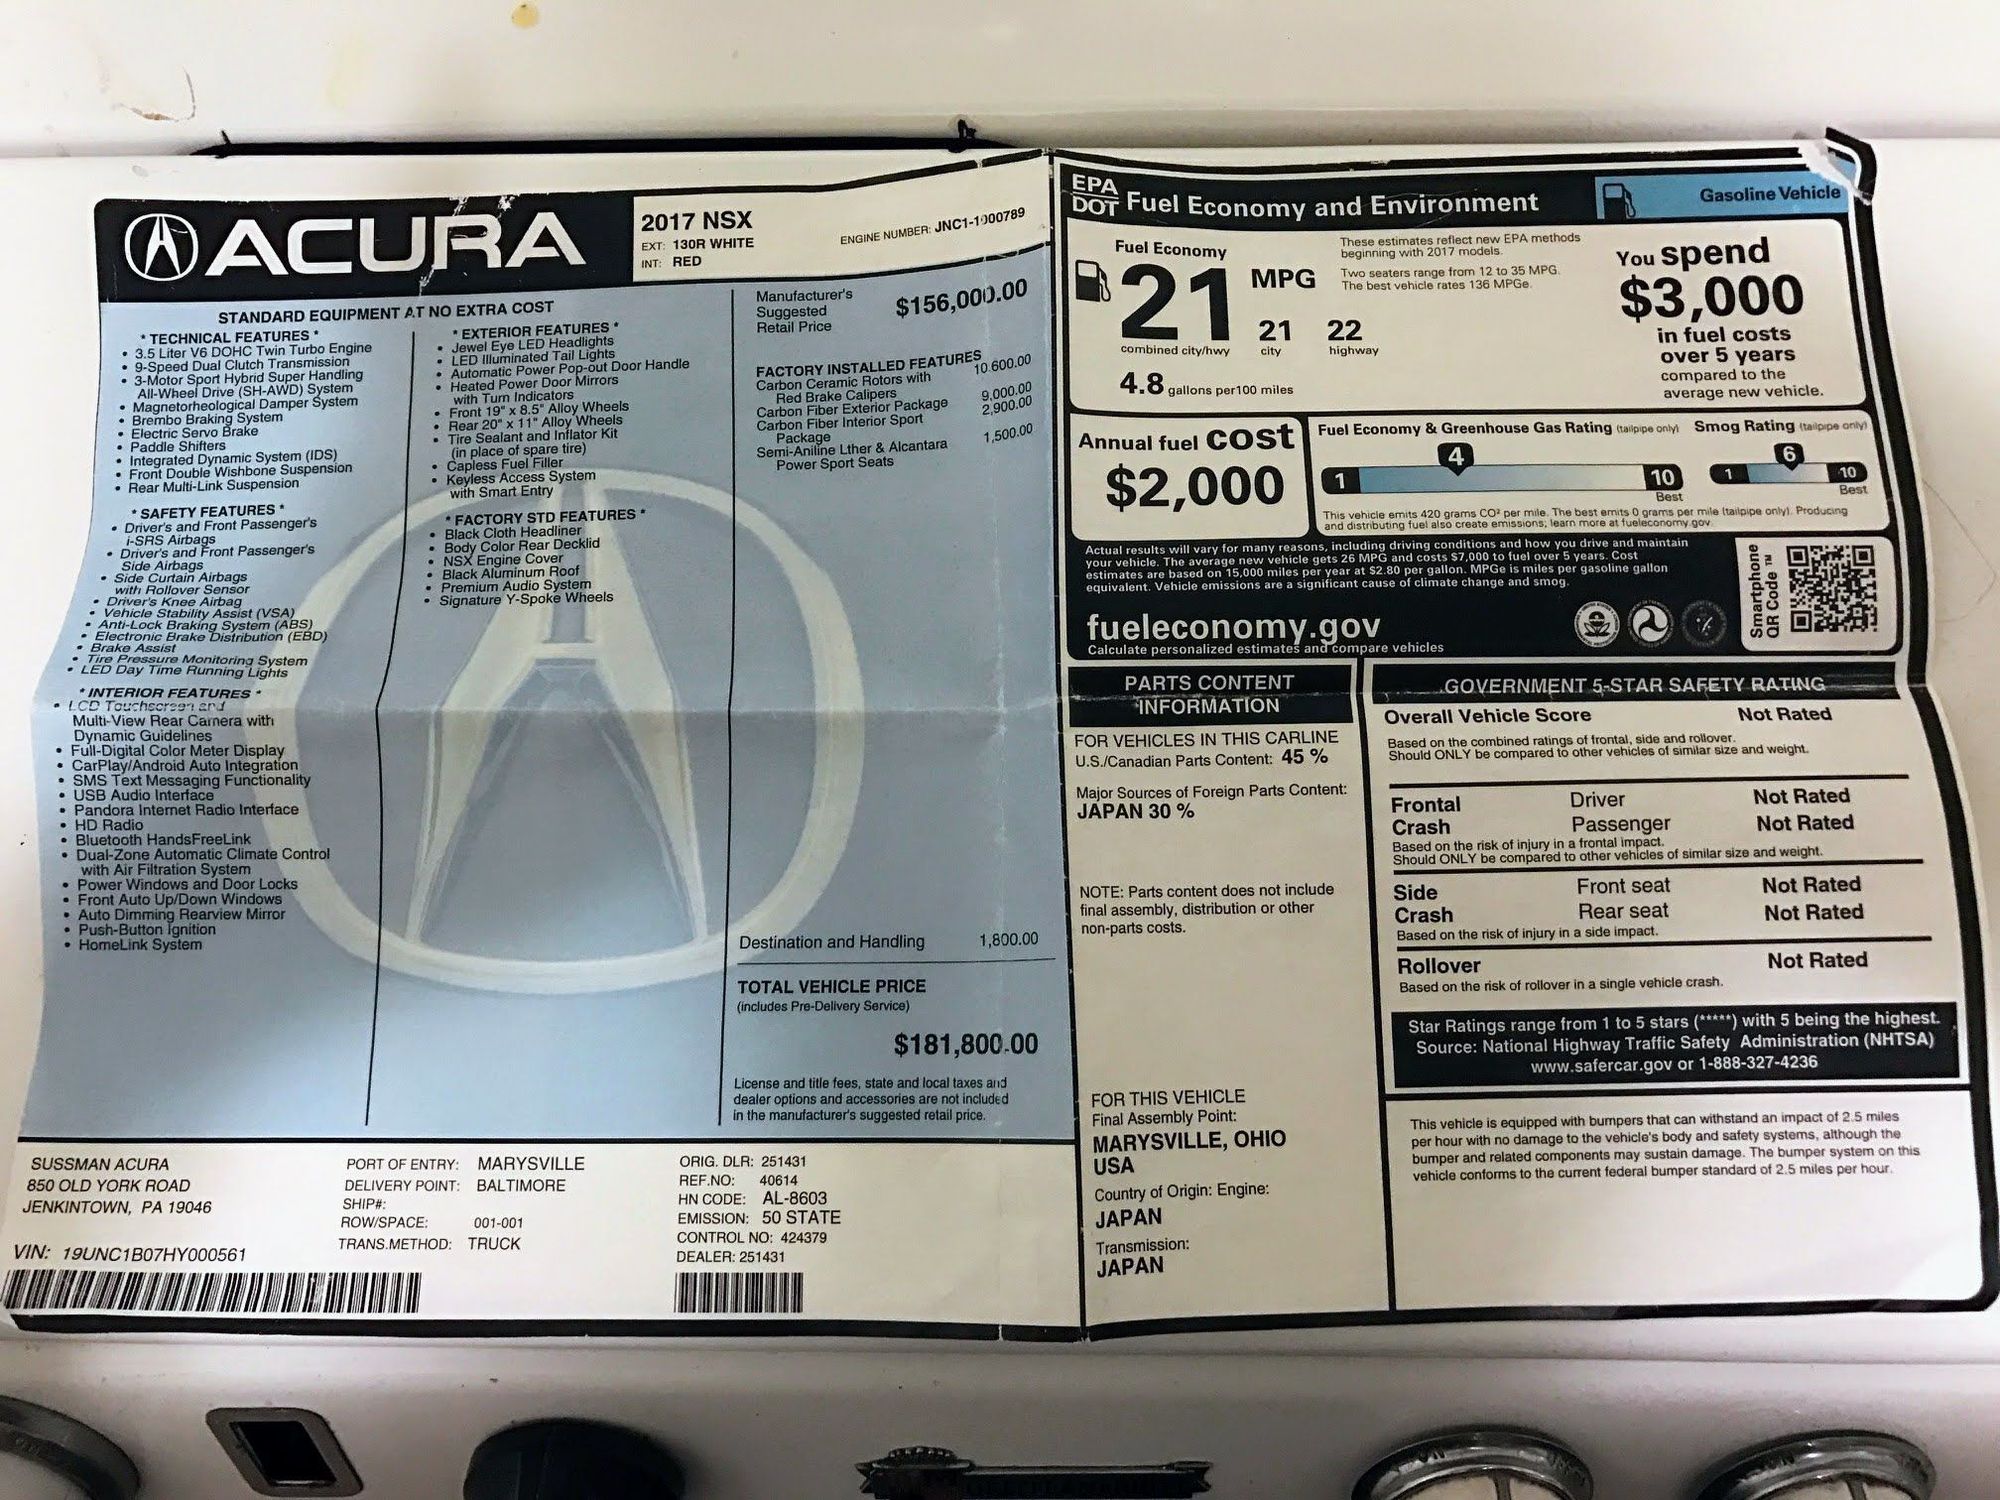 ACURA
2017 NSX
EXT: 130R WHITE
INT: RED
ENGINE NUMBER: JNC1-1000789
STANDARD EQUIPMENT AT NO EXTRA COST
* TECHNICAL FEATURES *
• 3.5 Liter V6 DOHC Twin Turbo Engine
• 9-Speed Dual Clutch Transmission
• 3-Motor Sport Hybrid Super Handling
All-Wheel Drive (SH-AWD) System
• Magnetorheological Damper System
• Brembo Braking System
• Electric Servo Brake
• Paddle Shifters
• Integrated Dynamic System (IDS)
• Front Double Wishbone Suspension
• Rear Multi-Link Suspension
* SAFETY FEATURES *
• Driver's and Front Passenger's
i-SRS Airbags
• Driver's and Front Passenger's
Side Airbags
• Side Curtain Airbags
with Rollover Sensor
• Driver's Knee Airbag
• Vehicle Stability Assist (VSA)
• Anti-Lock Braking System (ABS)
• Electronic Brake Distribution (EBD)
• Brake Assist
• Tire Pressure Monitoring System
• LED Day Time Running Lights
* INTERIOR FEATURES *
• LCD Touchscreen and
Multi-View Rear Camera with
Dynamic Guidelines
• Full-Digital Color Meter Display
• CarPlay/Android Auto Integration
• SMS Text Messaging Functionality
• USB Audio Interface
• Pandora Internet Radio Interface
• HD Radio
• Bluetooth HandsFreeLink
• Dual-Zone Automatic Climate Control
with Air Filtration System
• Power Windows and Door Locks
• Front Auto Up/Down Windows
• Auto Dimming Rearview Mirror
• Push-Button Ignition
• HomeLink System
* EXTERIOR FEATURES *
• Jewel Eye LED Headlights
• LED Illuminated Tail Lights
• Automatic Power Pop-out Door Handle
• Heated Power Door Mirrors
with Turn Indicators
• Front 19" x 8.5" Alloy Wheels
• Rear 20" x 11" Alloy Wheels
• Tire Sealant and Inflator Kit
(in place of spare tire)
• Capless Fuel Filler
• Keyless Access System
with Smart Entry
* FACTORY STD FEATURES *
• Black Cloth Headliner
• Body Color Rear Decklid
• NSX Engine Cover
• Black Aluminum Roof
• Premium Audio System
• Signature Y-Spoke Wheels
Manufacturer's
Suggested
Retail Price
$156,000.00
FACTORY INSTALLED FEATURES
Carbon Ceramic Rotors with 10.600.00
Red Brake Calipers
Carbon Fiber Exterior Package 9,000.00
Carbon Fiber Interior Sport 2,900.00
Package
Semi-Aniline Lther & Alcantara 1,500.00
Power Sport Seats
Destination and Handling 1,800.00
TOTAL VEHICLE PRICE
(includes Pre-Delivery Service)
$181,800.00
License and title fees, state and local taxes and
dealer options and accessories are not included
in the manufacturer's suggested retail price.
SUSSMAN ACURA
850 OLD YORK ROAD
JENKINTOWN, PA 19046
VIN: 19UNC1B07HY000561
PORT OF ENTRY: MARYSVILLE
DELIVERY POINT: BALTIMORE
SHIP#:
ROW/SPACE: 001-001
TRANS.METHOD: TRUCK
ORIG. DLR: 251431
REF.NO: 40614
HN CODE: AL-8603
EMISSION: 50 STATE
CONTROL NO: 424379
DEALER: 251431
EPA
DOT
Fuel Economy and Environment
Gasoline Vehicle
Fuel Economy
21 MPG
combined city/hwy
21
city
22
highway
4.8 gallons per100 miles
These estimates reflect new EPA methods
beginning with 2017 models.
Two seaters range from 12 to 35 MPG.
The best vehicle rates 136 MPGe.
You spend
$3,000
in fuel costs
over 5 years
compared to the
average new vehicle.
Annual fuel cost
$2,000
Fuel Economy & Greenhouse Gas Rating (tailpipe only)
4
1
10
Best
Smog Rating (tailpipe only)
6
1
10
Best
This vehicle emits 420 grams CO² per mile. The best emits 0 grams per mile (tailpipe only). Producing
and distributing fuel also create emissions; learn more at fueleconomy.gov
Actual results will vary for many reasons, including driving conditions and how you drive and maintain
your vehicle. The average new vehicle gets 26 MPG and costs $7,000 to fuel over 5 years. Cost
estimates are based on 15,000 miles per year at $2.80 per gallon. MPGe is miles per gasoline gallon
equivalent. Vehicle emissions are a significant cause of climate change and smog.
fueleconomy.gov
Calculate personalized estimates and compare vehicles
Smartphone
QR Code ™
PARTS CONTENT
INFORMATION
FOR VEHICLES IN THIS CARLINE
U.S./Canadian Parts Content: 45 %
Major Sources of Foreign Parts Content:
JAPAN 30 %
NOTE: Parts content does not include
final assembly, distribution or other
non-parts costs.
FOR THIS VEHICLE
Final Assembly Point:
MARYSVILLE, OHIO
USA
Country of Origin: Engine:
JAPAN
Transmission:
JAPAN
GOVERNMENT 5-STAR SAFETY RATING
Overall Vehicle Score Not Rated
Based on the combined ratings of frontal, side and rollover.
Should ONLY be compared to other vehicles of similar size and weight.
Frontal Driver Not Rated
Crash Passenger Not Rated
Based on the risk of injury in a frontal impact.
Should ONLY be compared to other vehicles of similar size and weight.
Side Front seat Not Rated
Crash Rear seat Not Rated
Based on the risk of injury in a side impact.
Rollover Not Rated
Based on the risk of rollover in a single vehicle crash.
Star Ratings range from 1 to 5 stars (*****) with 5 being the highest.
Source: National Highway Traffic Safety Administration (NHTSA)
www.safercar.gov or 1-888-327-4236
This vehicle is equipped with bumpers that can withstand an impact of 2.5 miles
per hour with no damage to the vehicle's body and safety systems, although the
bumper and related components may sustain damage. The bumper system on this
vehicle conforms to the current federal bumper standard of 2.5 miles per hour.